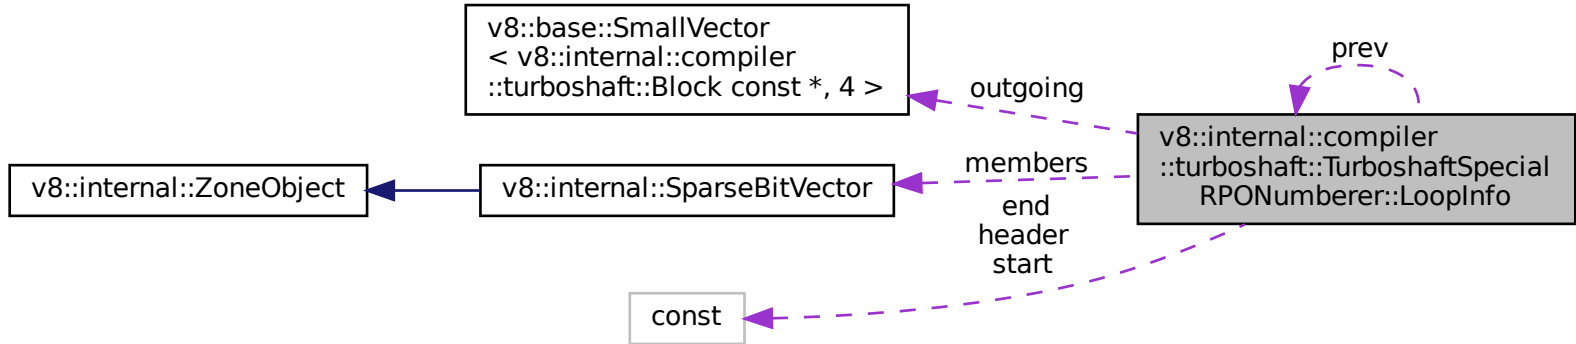 v8::base::SmallVector
< v8::internal::compiler
::turboshaft::Block const *, 4 >
outgoing
prev
v8::internal::compiler
::turboshaft::TurboshaftSpecial
RPONumberer::LoopInfo
v8::internal::ZoneObject
v8::internal::SparseBitVector
members
end
header
start
const